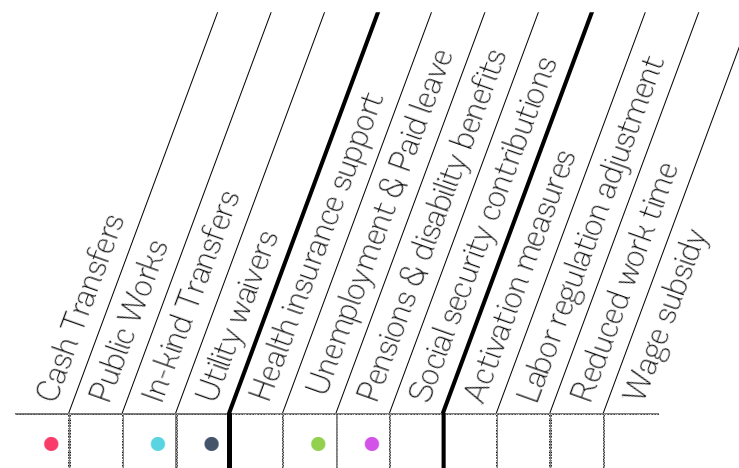 Cash Transfers
Public Works
In-kind Transfers
Utility waivers
Health insurance support
Unemployment & Paid leave
Pensions & disability benefits
Social security contributions
Activation measures
Labor regulation adjustment
Reduced work time
Wage subsidy